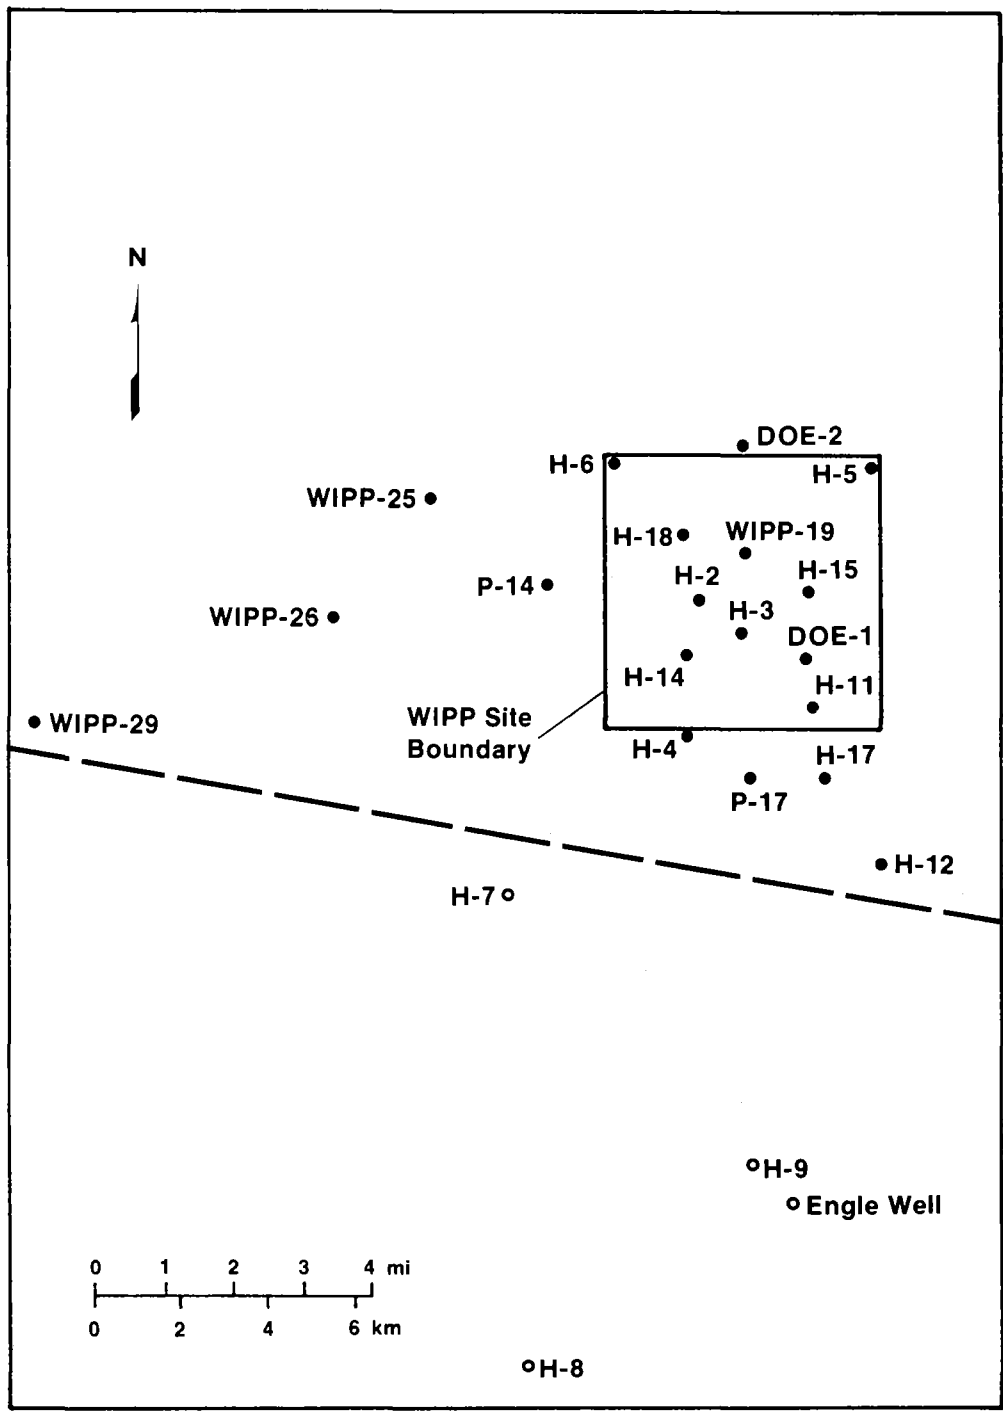 N
DOE-2
H-6
H-5
WIPP-25
H-18
WIPP-19
H-2
H-15
P-14
H-3
WIPP-26
DOE-1
H-14
H-11
WIPP Site
Boundary
WIPP-29
H-4
H-17
P-17
H-12
H-7
H-9
Engle Well
0 1 2 3 4 mi
0 2 4 6 km
H-8